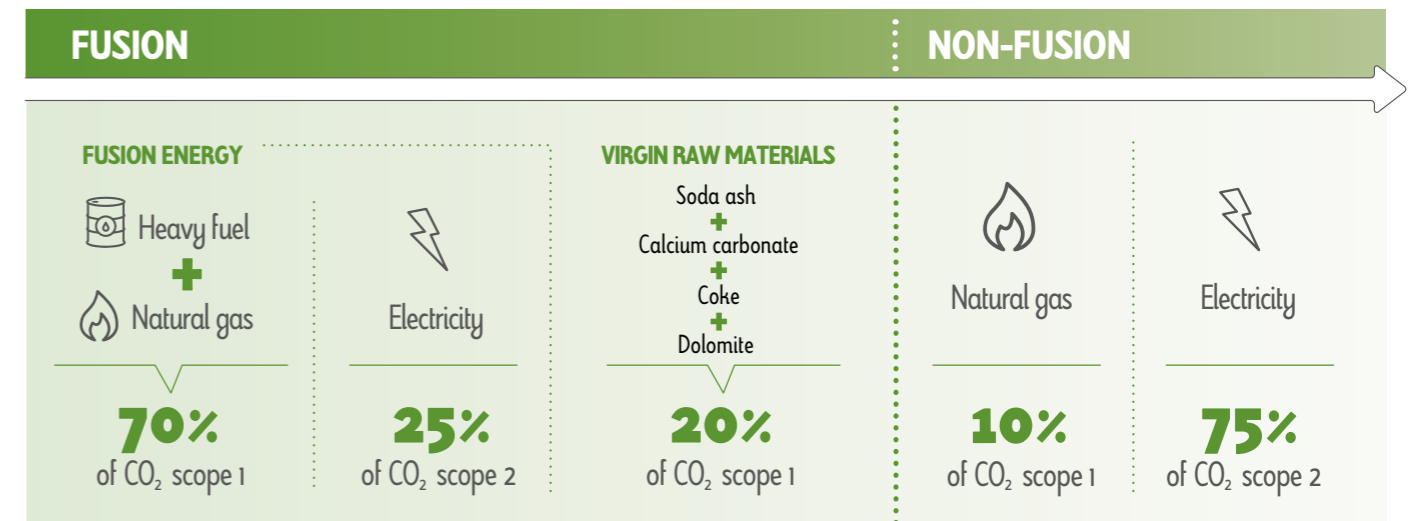 FUSION
NON-FUSION
FUSION ENERGY
Heavy fuel
+
Natural gas
70%
of CO₂ scope 1
Electricity
25%
of CO₂ scope 2
VIRGIN RAW MATERIALS
Soda ash
+
Calcium carbonate
+
Coke
+
Dolomite
20%
of CO₂ scope 1
Natural gas
10%
of CO₂ scope 1
Electricity
75%
of CO₂ scope 2